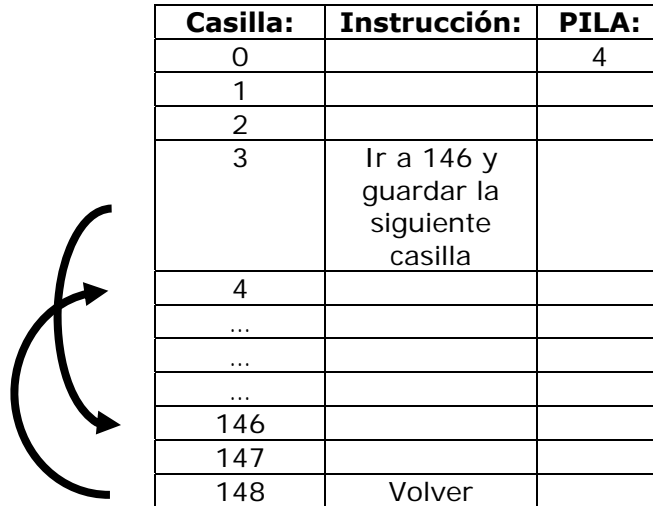 Casilla: Instrucción: PILA:
0 4
1
2
3 Ir a 146 y
guardar la
siguiente
casilla
4
...
...
...
146
147
148 Volver